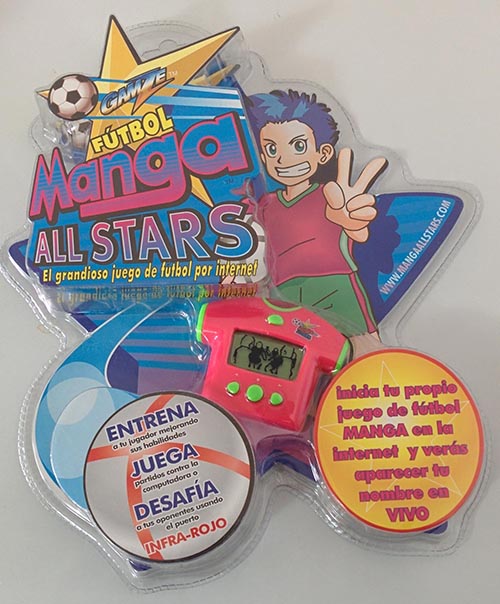 GAMZE™
FÚTBOL
Manga
ALL STARS
El grandioso juego de futbol por internet
WWW.MANGAALLSTARS.COM
ENTRENA
a tu jugador mejorando
sus habilidades
JUEGA
partidos contra la
computadora o
DESAFÍA
a tus oponentes usando
el puerto
INFRA-ROJO
inicia tu propio
juego de fútbol
MANGA en la
internet y verás
aparecer tu
nombre en
VIVO